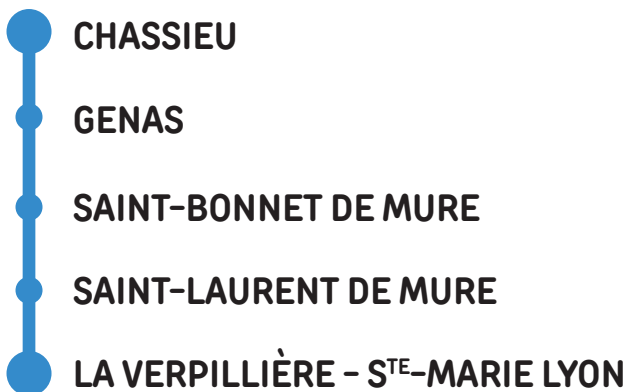 CHASSIEU
GENAS
SAINT-BONNET DE MURE
SAINT-LAURENT DE MURE
LA VERPILLIÈRE - STE-MARIE LYON